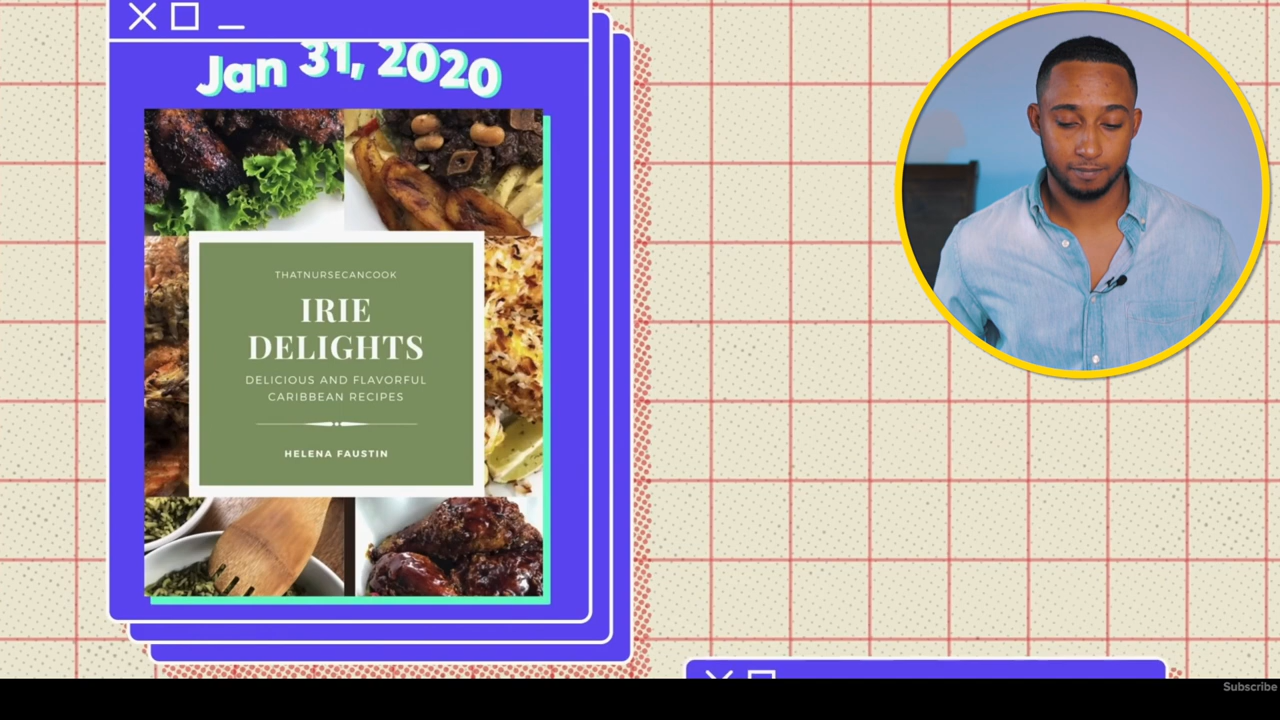 Jan 31, 2020
THATNURSECANCOOK
IRIE
DELIGHTS
DELICIOUS AND FLAVORFUL
CARIBBEAN RECIPES
HELENA FAUSTIN
Subscribe